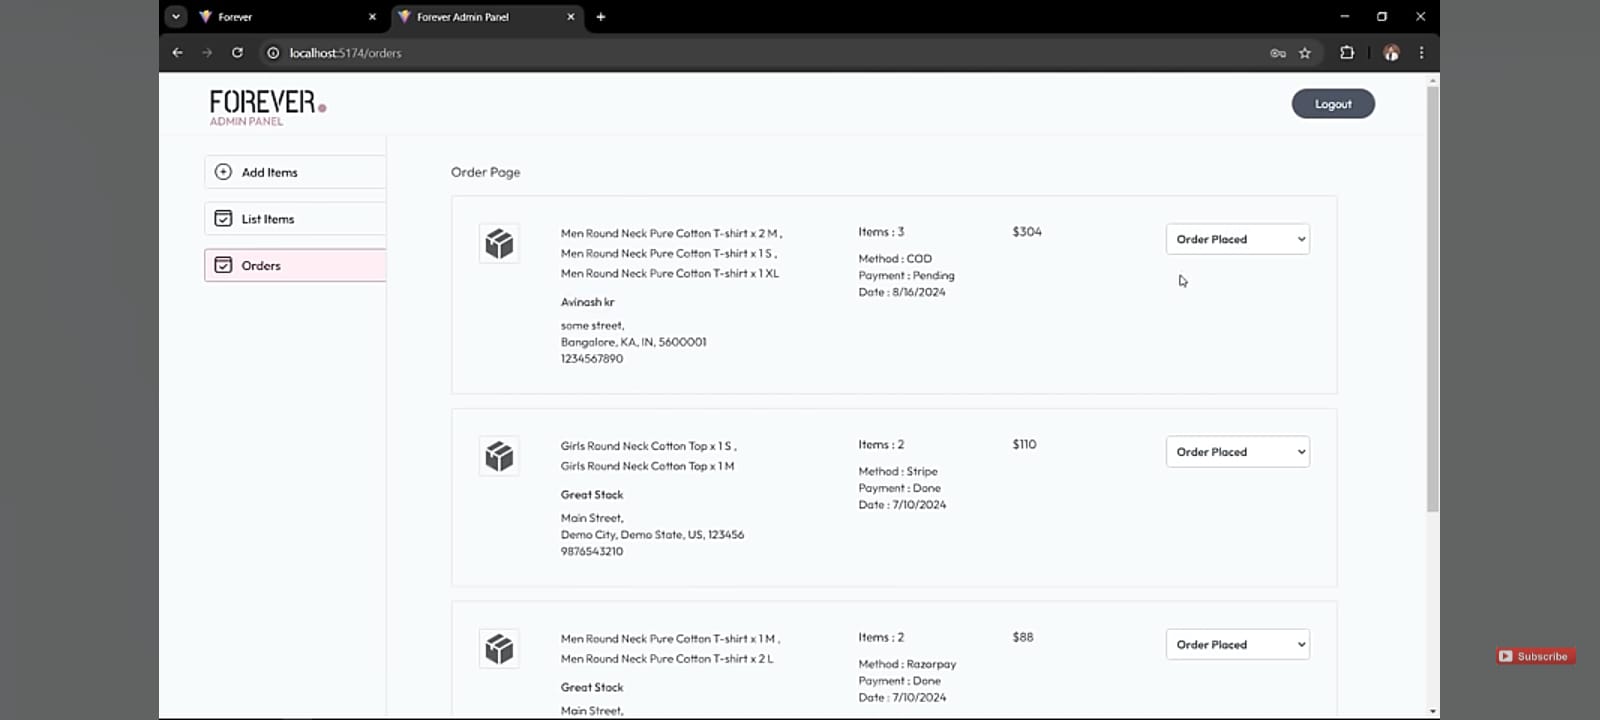 Forever
Forever Admin Panel
localhost:5174/orders
FOREVER.
ADMIN PANEL
Logout
Add Items
List Items
Orders
Order Page
Men Round Neck Pure Cotton T-shirt x 2 M ,
Men Round Neck Pure Cotton T-shirt x 1 S ,
Men Round Neck Pure Cotton T-shirt x 1 XL
Avinash kr
some street,
Bangalore, KA, IN, 5600001
1234567890
Items : 3
Method : COD
Payment : Pending
Date : 8/16/2024
$304
Order Placed
Girls Round Neck Cotton Top x 1 S ,
Girls Round Neck Cotton Top x 1 M
Great Stack
Main Street,
Demo City, Demo State, US, 123456
9876543210
Items : 2
Method : Stripe
Payment : Done
Date : 7/10/2024
$110
Order Placed
Men Round Neck Pure Cotton T-shirt x 1 M ,
Men Round Neck Pure Cotton T-shirt x 2 L
Great Stack
Main Street,
Items : 2
Method : Razorpay
Payment : Done
Date : 7/10/2024
$88
Order Placed
Subscribe